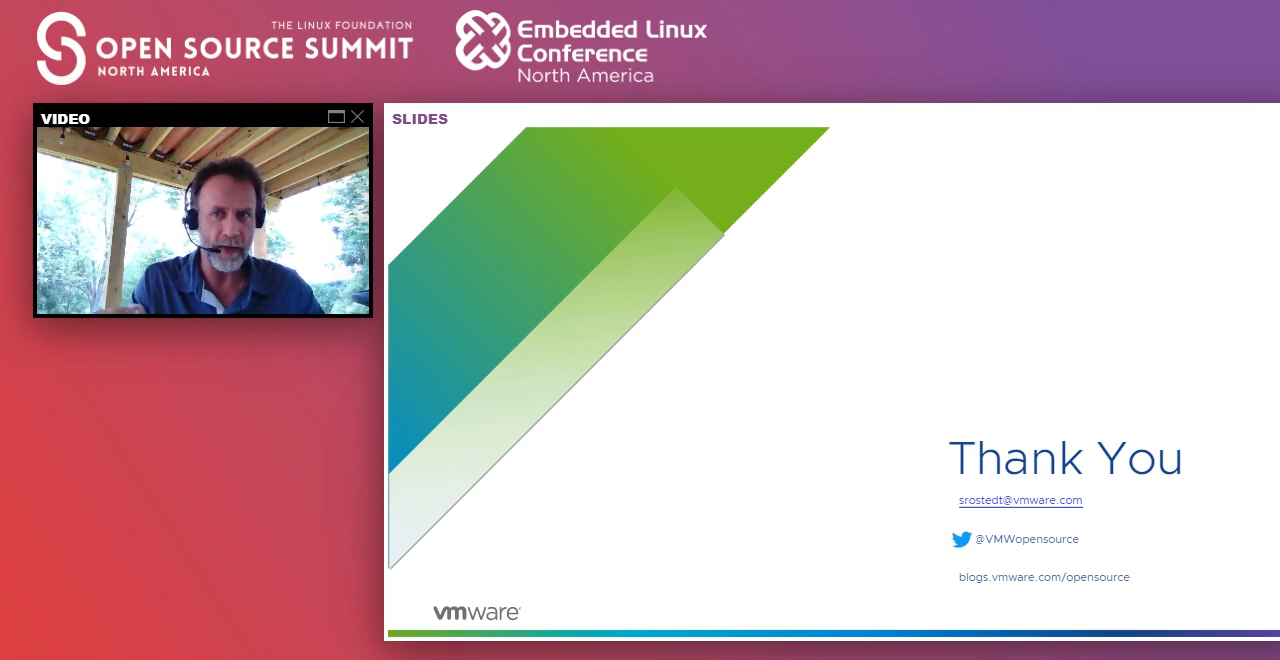 THE LINUX FOUNDATION
OPEN SOURCE SUMMIT
NORTH AMERICA
Embedded Linux
Conference
North America
VIDEO
SLIDES
Thank You
srostedt@vmware.com
@VMWopensource
blogs.vmware.com/opensource
vmware